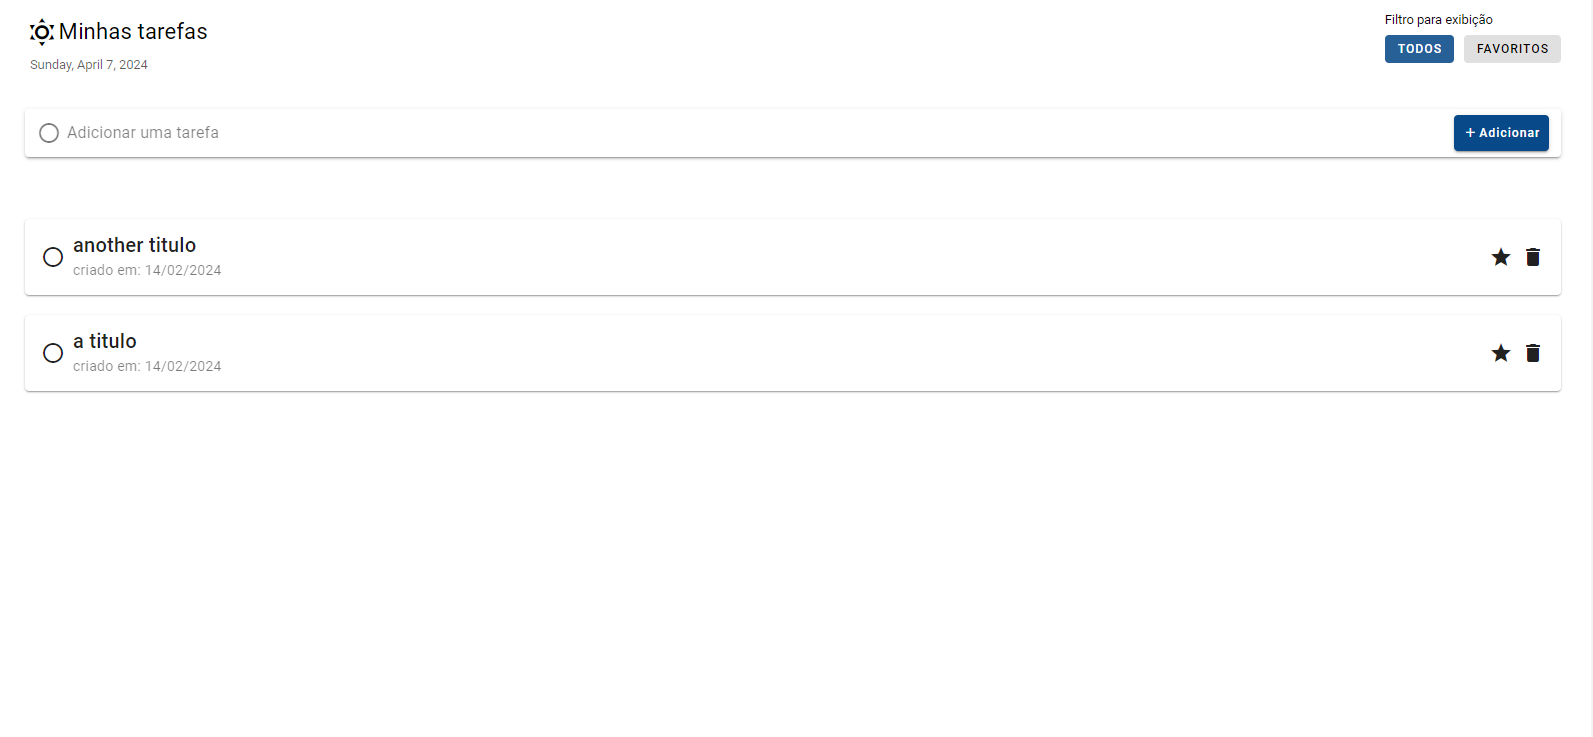 Minhas tarefas
Sunday, April 7, 2024
Filtro para exibição
TODOS FAVORITOS
Adicionar uma tarefa
+ Adicionar
another titulo
criado em: 14/02/2024
a titulo
criado em: 14/02/2024